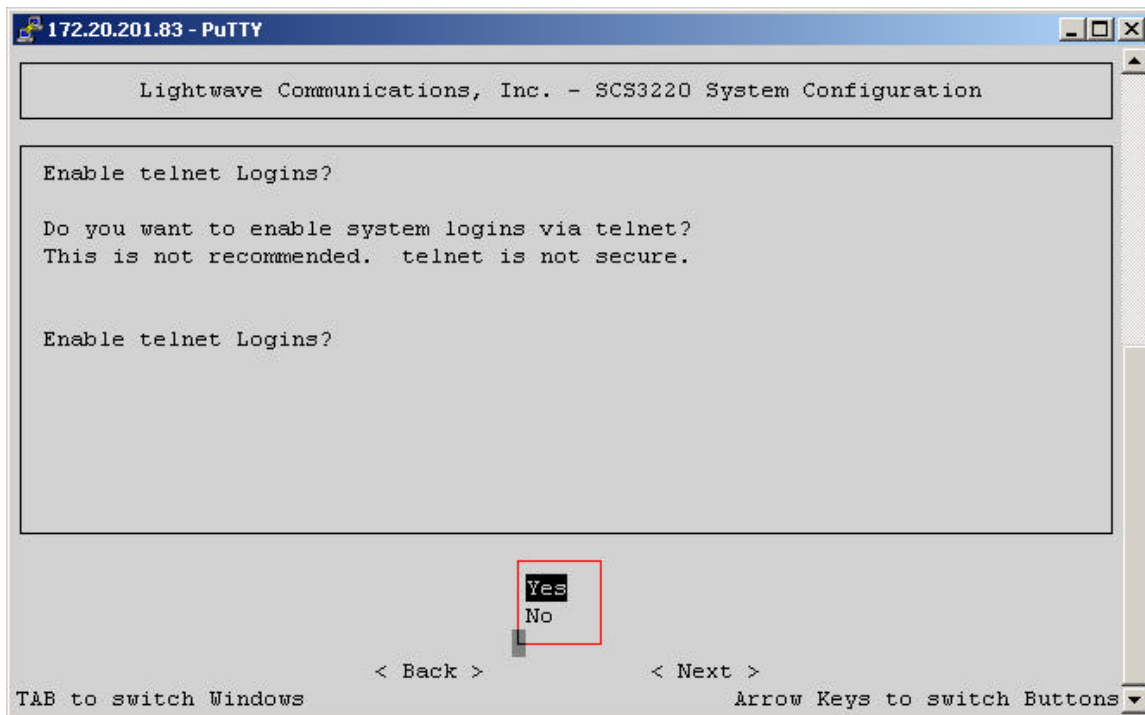 172.20.201.83 - PuTTY
Lightwave Communications, Inc. - SCS3220 System Configuration
Enable telnet Logins?
Do you want to enable system logins via telnet?
This is not recommended.  telnet is not secure.
Enable telnet Logins?
Yes
No
< Back > < Next >
TAB to switch Windows Arrow Keys to switch Buttons